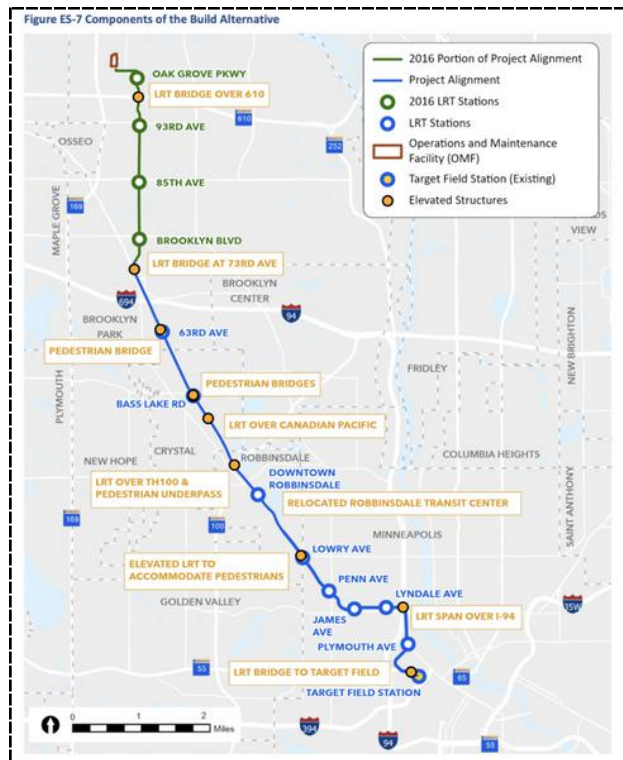 Figure ES-7 Components of the Build Alternative
2016 Portion of Project Alignment
Project Alignment
2016 LRT Stations
LRT Stations
Operations and Maintenance
Facility (OMF)
Target Field Station (Existing)
Elevated Structures
OAK GROVE PKWY
LRT BRIDGE OVER 610
610
93RD AVE
OSSEO
252
85TH AVE
169
MAPLE GROVE
VIEW
BROOKLYN BLVD
LRT BRIDGE AT 73RD AVE
BROOKLYN
CENTER
694
94
BROOKLYN
PARK
63RD AVE
PEDESTRIAN BRIDGE
NEW BRIGHTON
FRIDLEY
PLYMOUTH
PEDESTRIAN BRIDGES
BASS LAKE RD
LRT OVER CANADIAN PACIFIC
CRYSTAL
ROBBINSDALE
NEW HOPE
COLUMBIA HEIGHTS
LRT OVER TH100 &
PEDESTRIAN UNDERPASS
DOWNTOWN
ROBBINSDALE
RELOCATED ROBBINSDALE TRANSIT CENTER
SAINT ANTHONY
169
100
MINNEAPOLIS
LOWRY AVE
ELEVATED LRT TO
ACCOMMODATE PEDESTRIANS
PENN AVE
GOLDEN VALLEY
LYNDALE AVE
35W
JAMES
AVE
LRT SPAN OVER I-94
PLYMOUTH AVE
LRT BRIDGE TO TARGET FIELD
55
65
TARGET FIELD STATION
0 1 2
Miles
394
94
55